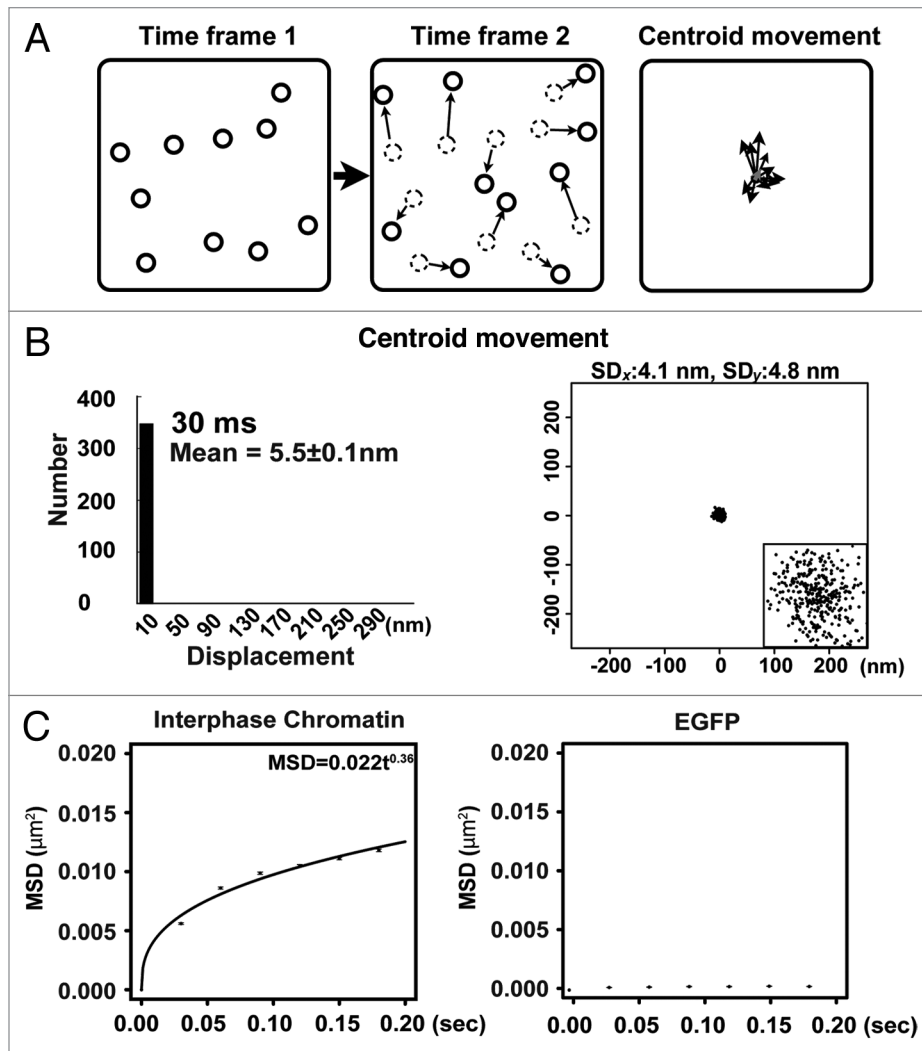 A
Time frame 1
Time frame 2
Centroid movement
B
Centroid movement
400
300
200
100
0
Number
30 ms
Mean = 5.5±0.1nm
10 50 90 130 170 210 250 290 (nm)
Displacement
SDx:4.1 nm, SDy:4.8 nm
200
100
0
-100
-200
-200 -100 0 100 200 (nm)
C
Interphase Chromatin
MSD=0.022t^0.36
0.020
0.015
0.010
0.005
0.000
MSD (μm²)
0.00 0.05 0.10 0.15 0.20 (sec)
EGFP
0.020
0.015
0.010
0.005
0.000
MSD (μm²)
0.00 0.05 0.10 0.15 0.20 (sec)